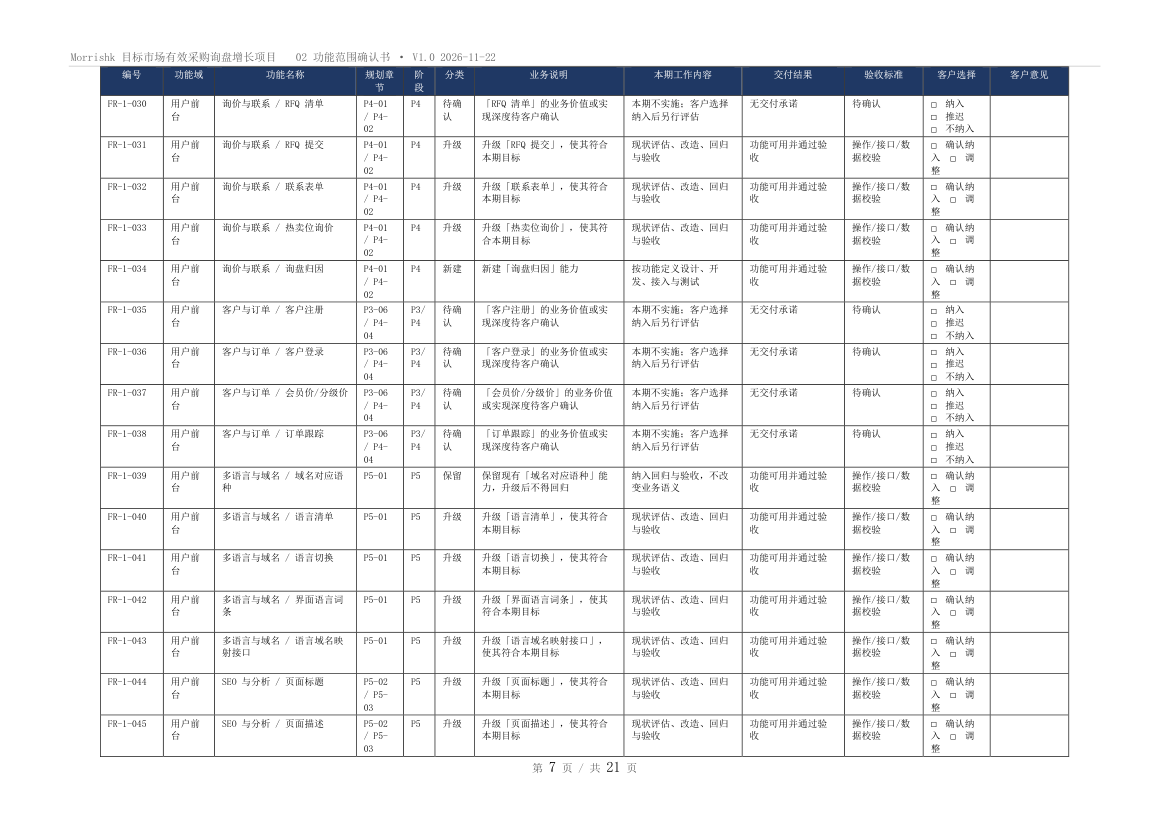 Morrishk 目标市场有效采购询盘增长项目 02 功能范围确认书 · V1.0 2026-11-22
编号 功能域 功能名称 规划章节 阶段 分类 业务说明 本期工作内容 交付结果 验收标准 客户选择 客户意见
FR-1-030 用户前台 询价与联系 / RFQ 清单 P4-01 / P4-02 P4 待确认 「RFQ 清单」的业务价值或实现深度待客户确认 本期不实施；客户选择纳入后另行评估 无交付承诺 待确认 □ 纳入 □ 推迟 □ 不纳入
FR-1-031 用户前台 询价与联系 / RFQ 提交 P4-01 / P4-02 P4 升级 升级「RFQ 提交」，使其符合本期目标 现状评估、改造、回归与验收 功能可用并通过验收 操作/接口/数据校验 □ 确认纳入 □ 调整
FR-1-032 用户前台 询价与联系 / 联系表单 P4-01 / P4-02 P4 升级 升级「联系表单」，使其符合本期目标 现状评估、改造、回归与验收 功能可用并通过验收 操作/接口/数据校验 □ 确认纳入 □ 调整
FR-1-033 用户前台 询价与联系 / 热卖位询价 P4-01 / P4-02 P4 升级 升级「热卖位询价」，使其符合本期目标 现状评估、改造、回归与验收 功能可用并通过验收 操作/接口/数据校验 □ 确认纳入 □ 调整
FR-1-034 用户前台 询价与联系 / 询盘归因 P4-01 / P4-02 P4 新建 新建「询盘归因」能力 按功能定义设计、开发、接入与测试 功能可用并通过验收 操作/接口/数据校验 □ 确认纳入 □ 调整
FR-1-035 用户前台 客户与订单 / 客户注册 P3-06 / P4-04 P3/P4 待确认 「客户注册」的业务价值或实现深度待客户确认 本期不实施；客户选择纳入后另行评估 无交付承诺 待确认 □ 纳入 □ 推迟 □ 不纳入
FR-1-036 用户前台 客户与订单 / 客户登录 P3-06 / P4-04 P3/P4 待确认 「客户登录」的业务价值或实现深度待客户确认 本期不实施；客户选择纳入后另行评估 无交付承诺 待确认 □ 纳入 □ 推迟 □ 不纳入
FR-1-037 用户前台 客户与订单 / 会员价/分级价 P3-06 / P4-04 P3/P4 待确认 「会员价/分级价」的业务价值或实现深度待客户确认 本期不实施；客户选择纳入后另行评估 无交付承诺 待确认 □ 纳入 □ 推迟 □ 不纳入
FR-1-038 用户前台 客户与订单 / 订单跟踪 P3-06 / P4-04 P3/P4 待确认 「订单跟踪」的业务价值或实现深度待客户确认 本期不实施；客户选择纳入后另行评估 无交付承诺 待确认 □ 纳入 □ 推迟 □ 不纳入
FR-1-039 用户前台 多语言与域名 / 域名对应语种 P5-01 P5 保留 保留现有「域名对应语种」能力，升级后不得回归 纳入回归与验收，不改变业务语义 功能可用并通过验收 操作/接口/数据校验 □ 确认纳入 □ 调整
FR-1-040 用户前台 多语言与域名 / 语言清单 P5-01 P5 升级 升级「语言清单」，使其符合本期目标 现状评估、改造、回归与验收 功能可用并通过验收 操作/接口/数据校验 □ 确认纳入 □ 调整
FR-1-041 用户前台 多语言与域名 / 语言切换 P5-01 P5 升级 升级「语言切换」，使其符合本期目标 现状评估、改造、回归与验收 功能可用并通过验收 操作/接口/数据校验 □ 确认纳入 □ 调整
FR-1-042 用户前台 多语言与域名 / 界面语言词条 P5-01 P5 升级 升级「界面语言词条」，使其符合本期目标 现状评估、改造、回归与验收 功能可用并通过验收 操作/接口/数据校验 □ 确认纳入 □ 调整
FR-1-043 用户前台 多语言与域名 / 语言域名映射接口 P5-01 P5 升级 升级「语言域名映射接口」，使其符合本期目标 现状评估、改造、回归与验收 功能可用并通过验收 操作/接口/数据校验 □ 确认纳入 □ 调整
FR-1-044 用户前台 SEO 与分析 / 页面标题 P5-02 / P5-03 P5 升级 升级「页面标题」，使其符合本期目标 现状评估、改造、回归与验收 功能可用并通过验收 操作/接口/数据校验 □ 确认纳入 □ 调整
FR-1-045 用户前台 SEO 与分析 / 页面描述 P5-02 / P5-03 P5 升级 升级「页面描述」，使其符合本期目标 现状评估、改造、回归与验收 功能可用并通过验收 操作/接口/数据校验 □ 确认纳入 □ 调整
第 7 页 / 共 21 页